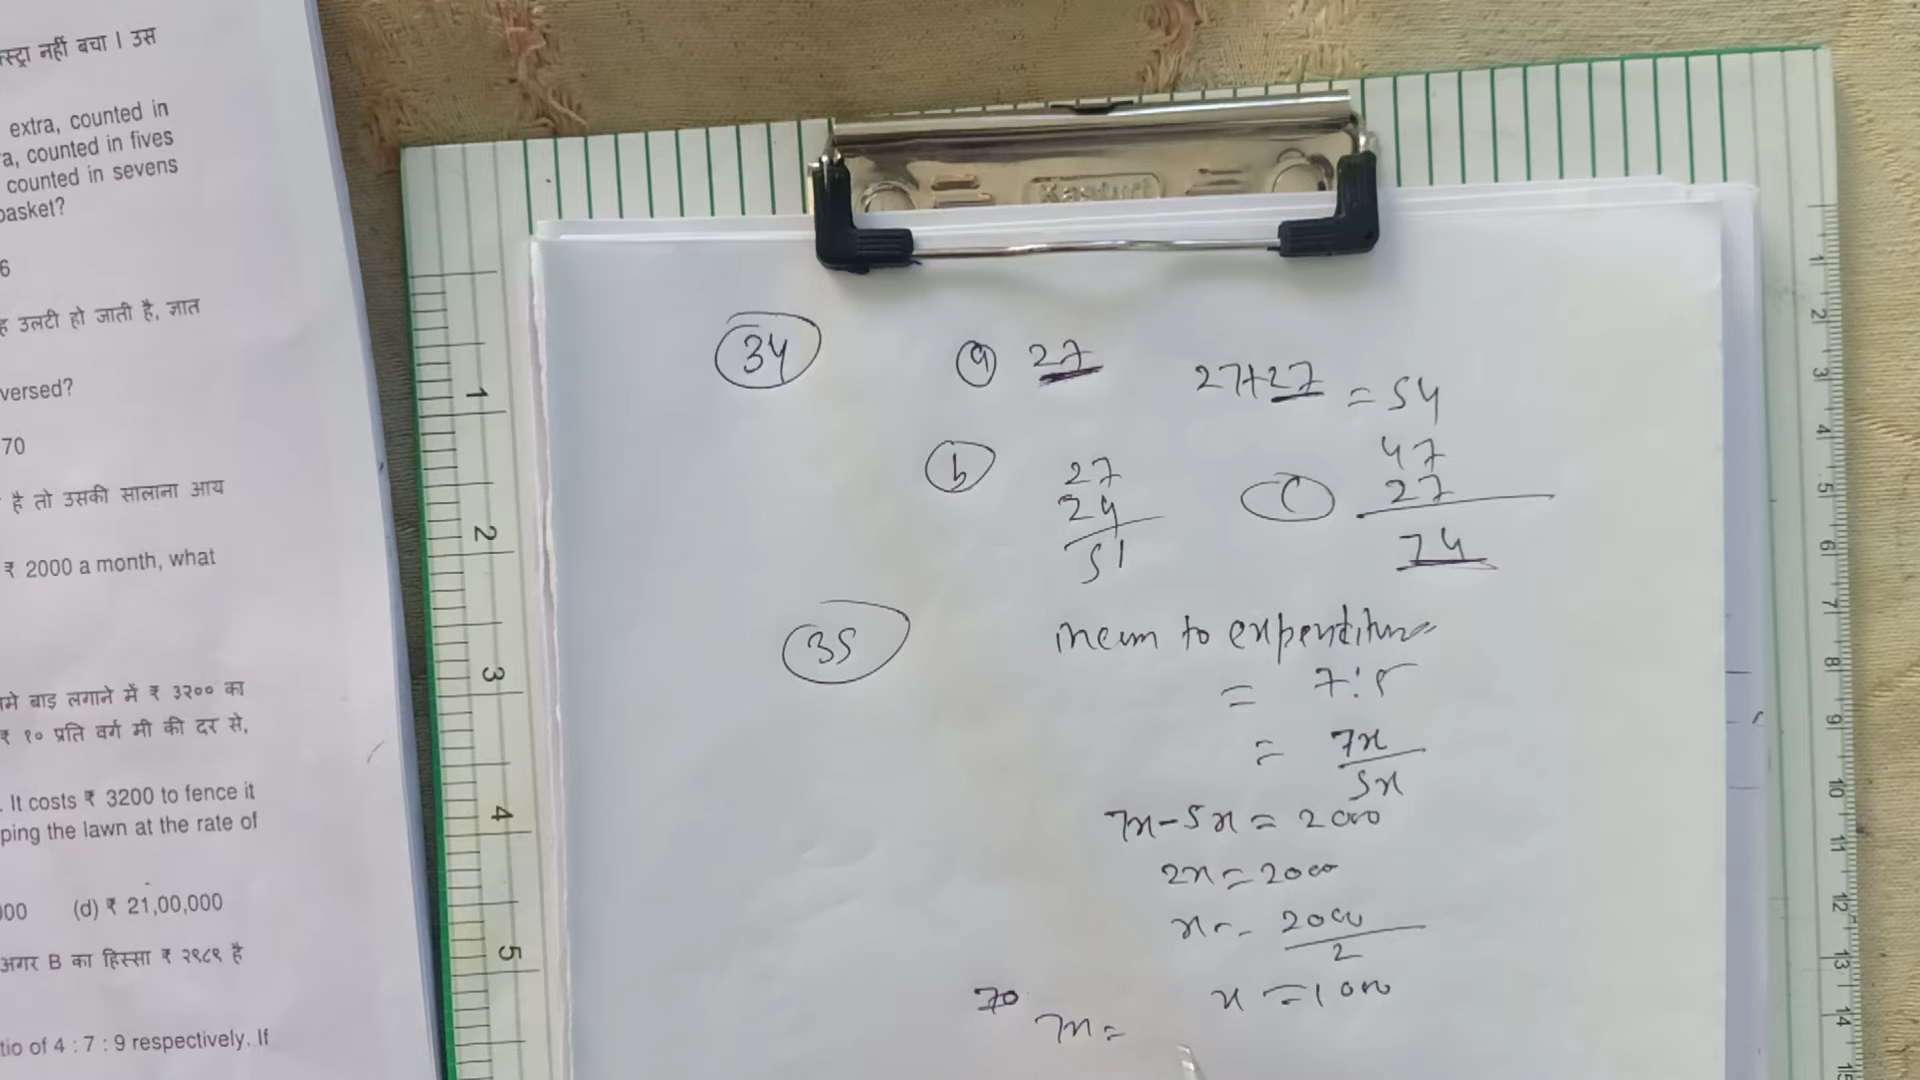 नहीं बचा । उस
extra, counted in
a, counted in fives
counted in sevens
basket?
6
उलटी हो जाती है, ज्ञात
versed?
70
है तो उसकी सालाना आय
₹ 2000 a month, what
मे बाड़ लगाने में ₹ ३२०० का
₹ १० प्रति वर्ग मी की दर से,
. It costs ₹ 3200 to fence it
ping the lawn at the rate of
000 (d) ₹ 21,00,000
अगर B का हिस्सा ₹ २९८९ है
tio of 4 : 7 : 9 respectively. If
34 a 27 27+27 = 54
b 27 c 47
24 27
51 74
35 to expenditure
= 7:5
= 7x
5x
7x-5x=2000
2x=2000
x= 2000
2
x=1000
70 7x=
1 2 3 4 5
1 2 3 4 5 6 7 8 9 10 11 12 13 14 15